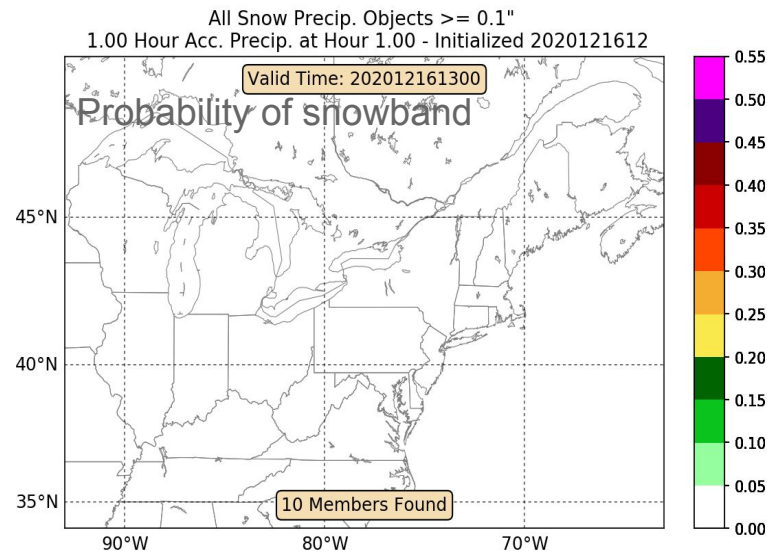 All Snow Precip. Objects >= 0.1"
1.00 Hour Acc. Precip. at Hour 1.00 - Initialized 2020121612
Valid Time: 202012161300
Probability of snowband
45°N
40°N
35°N
10 Members Found
90°W
80°W
70°W
0.55
0.50
0.45
0.40
0.35
0.30
0.25
0.20
0.15
0.10
0.05
0.00